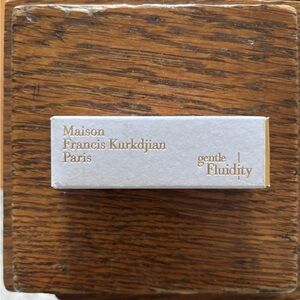 Maison
Francis Kurkdjian
Paris
gentle
Fluidity